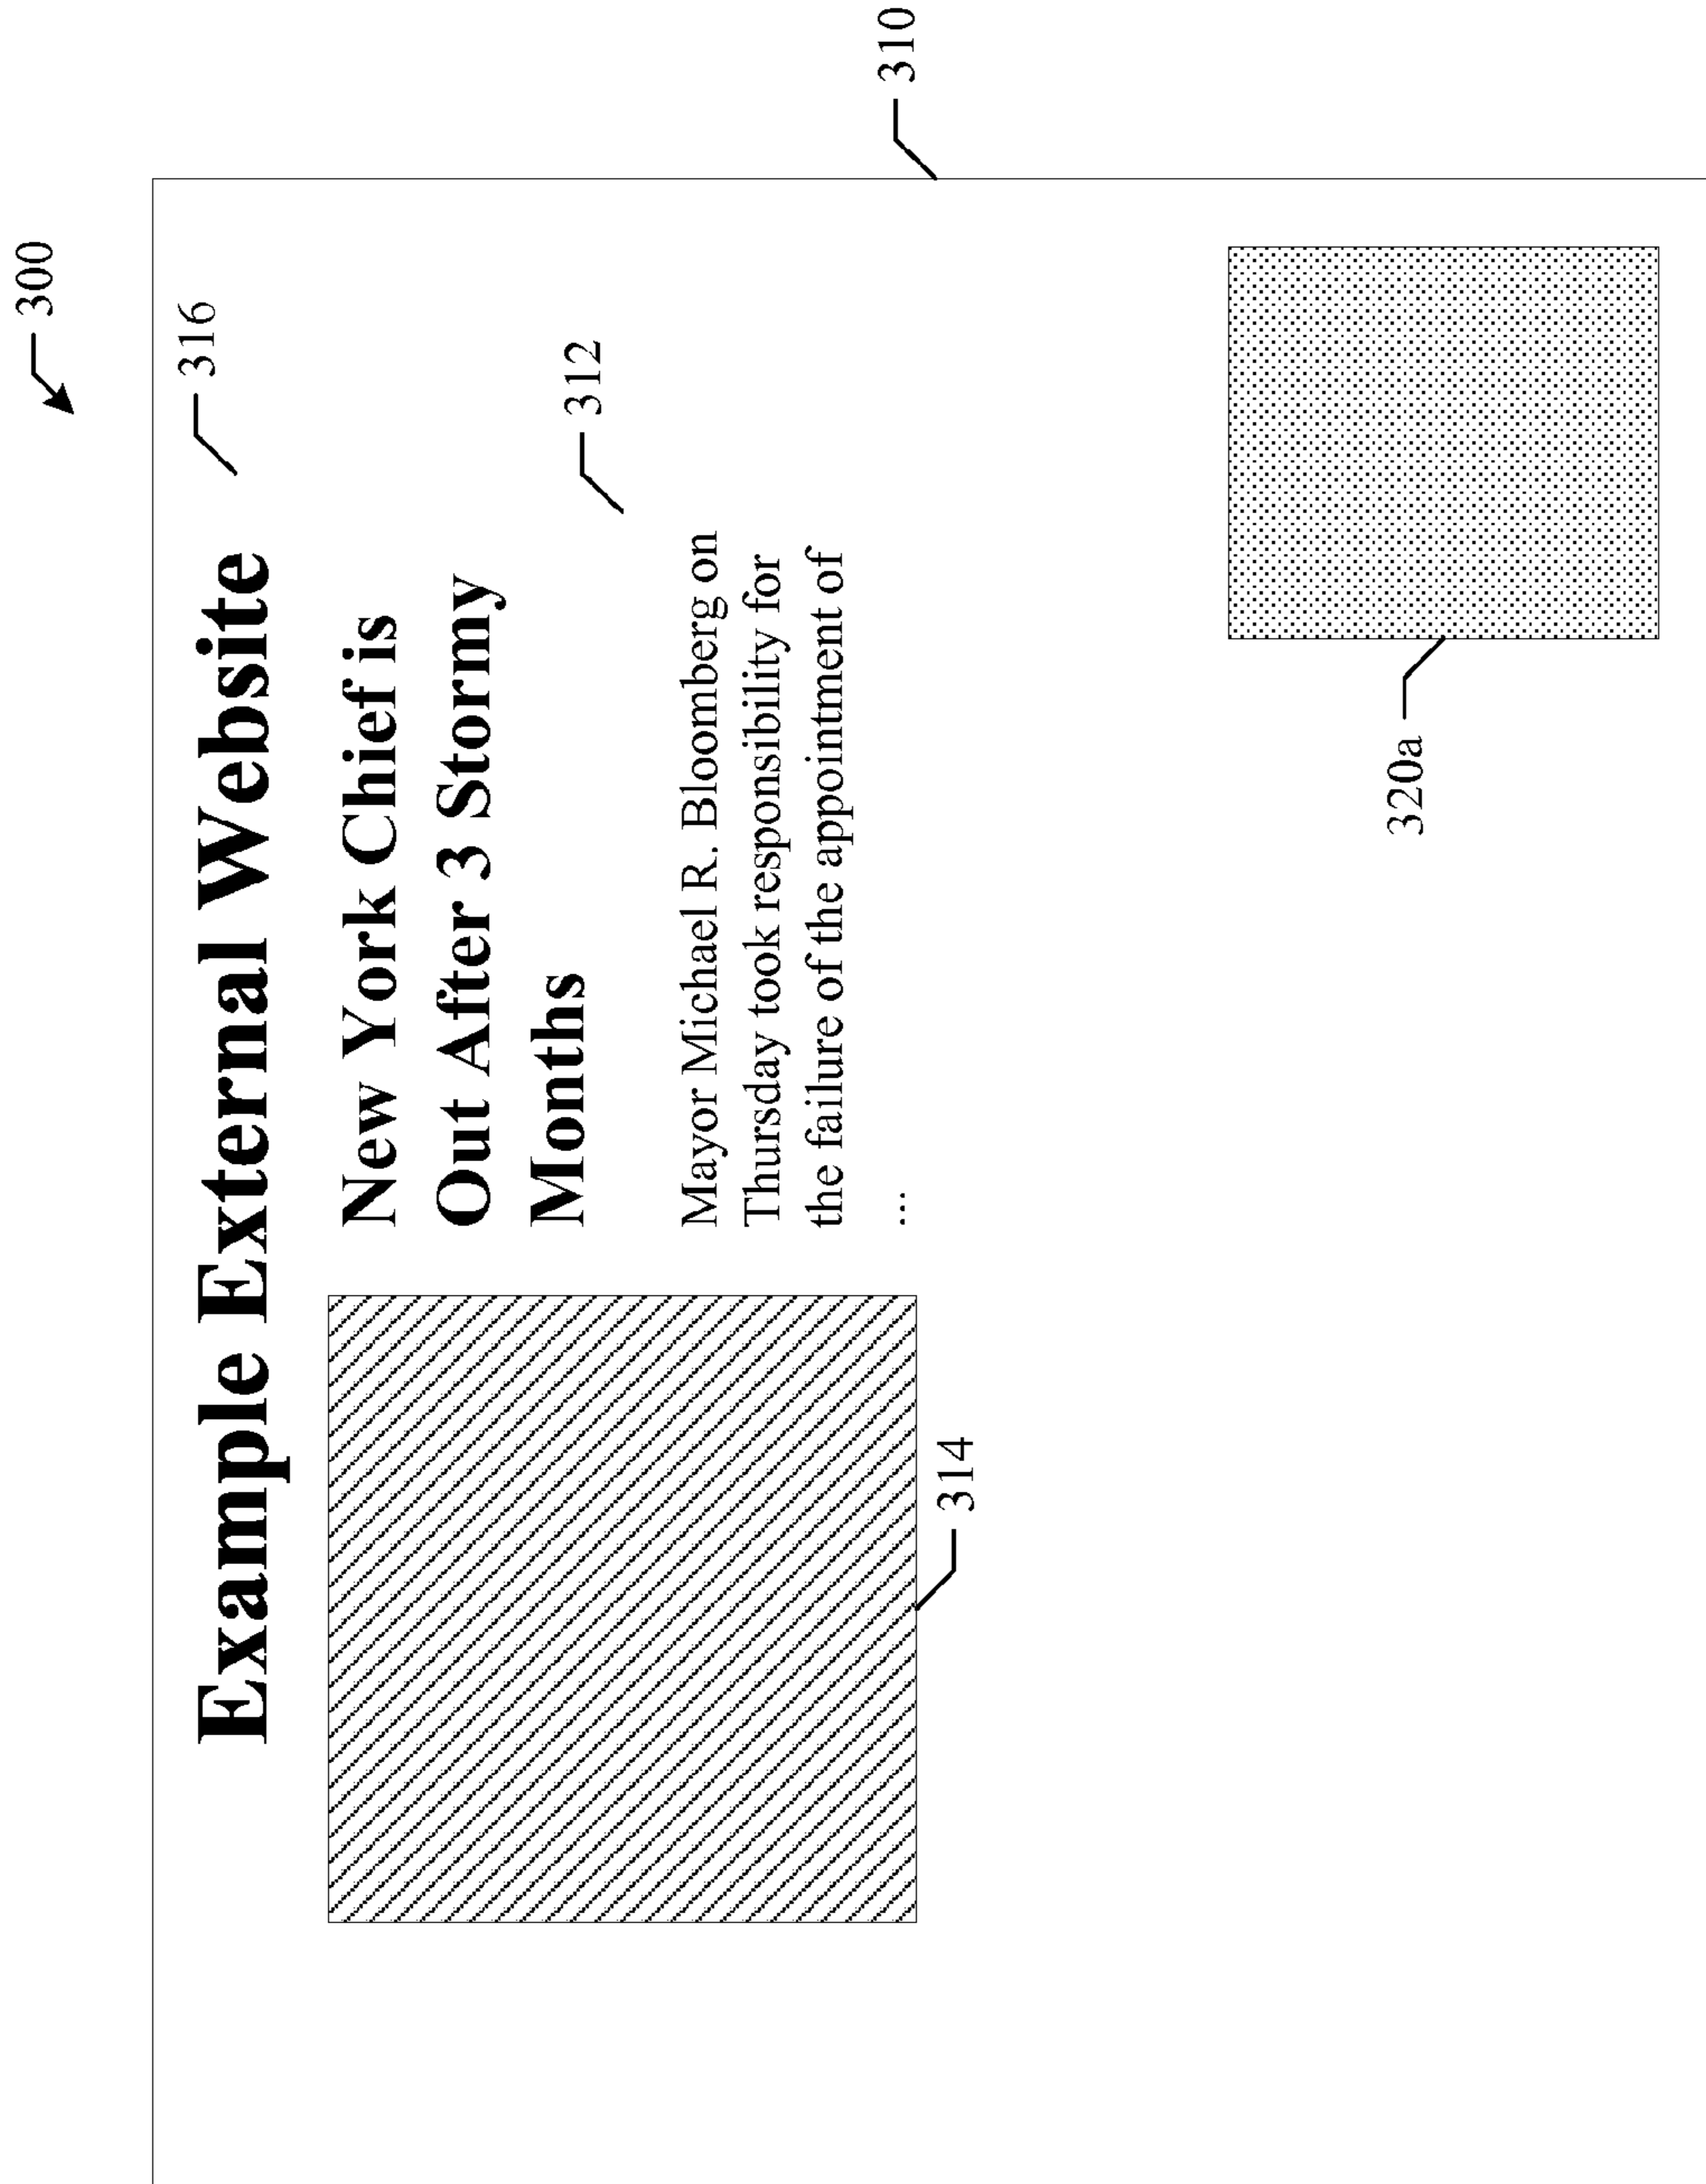 300
Example External Website
316
New York Chief is
Out After 3 Stormy
Months
312
Mayor Michael R. Bloomberg on
Thursday took responsibility for
the failure of the appointment of
...
314
310
320a